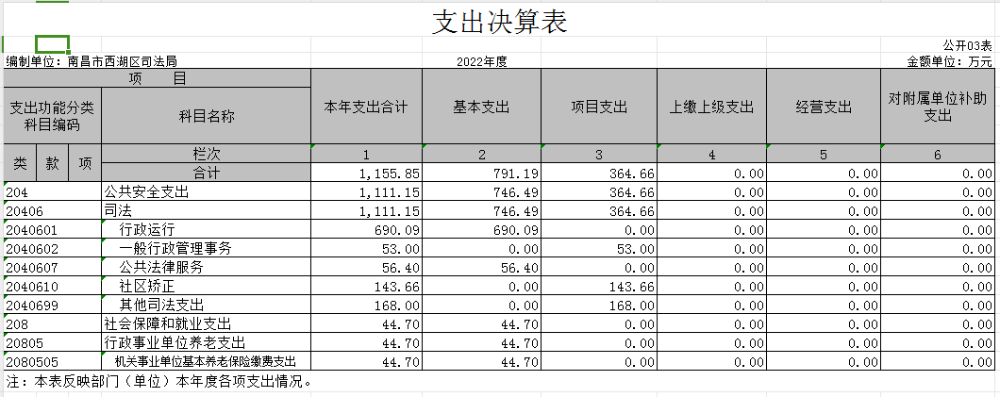 支出决算表
公开03表
编制单位：南昌市西湖区司法局 2022年度 金额单位：万元
项 目 本年支出合计 基本支出 项目支出 上缴上级支出 经营支出 对附属单位补助支出
支出功能分类科目编码 科目名称
类 款 项 栏次 1 2 3 4 5 6
合计 1,155.85 791.19 364.66 0.00 0.00 0.00
204 公共安全支出 1,111.15 746.49 364.66 0.00 0.00 0.00
20406 司法 1,111.15 746.49 364.66 0.00 0.00 0.00
2040601 行政运行 690.09 690.09 0.00 0.00 0.00 0.00
2040602 一般行政管理事务 53.00 0.00 53.00 0.00 0.00 0.00
2040607 公共法律服务 56.40 56.40 0.00 0.00 0.00 0.00
2040610 社区矫正 143.66 0.00 143.66 0.00 0.00 0.00
2040699 其他司法支出 168.00 0.00 168.00 0.00 0.00 0.00
208 社会保障和就业支出 44.70 44.70 0.00 0.00 0.00 0.00
20805 行政事业单位养老支出 44.70 44.70 0.00 0.00 0.00 0.00
2080505 机关事业单位基本养老保险缴费支出 44.70 44.70 0.00 0.00 0.00 0.00
注：本表反映部门（单位）本年度各项支出情况。